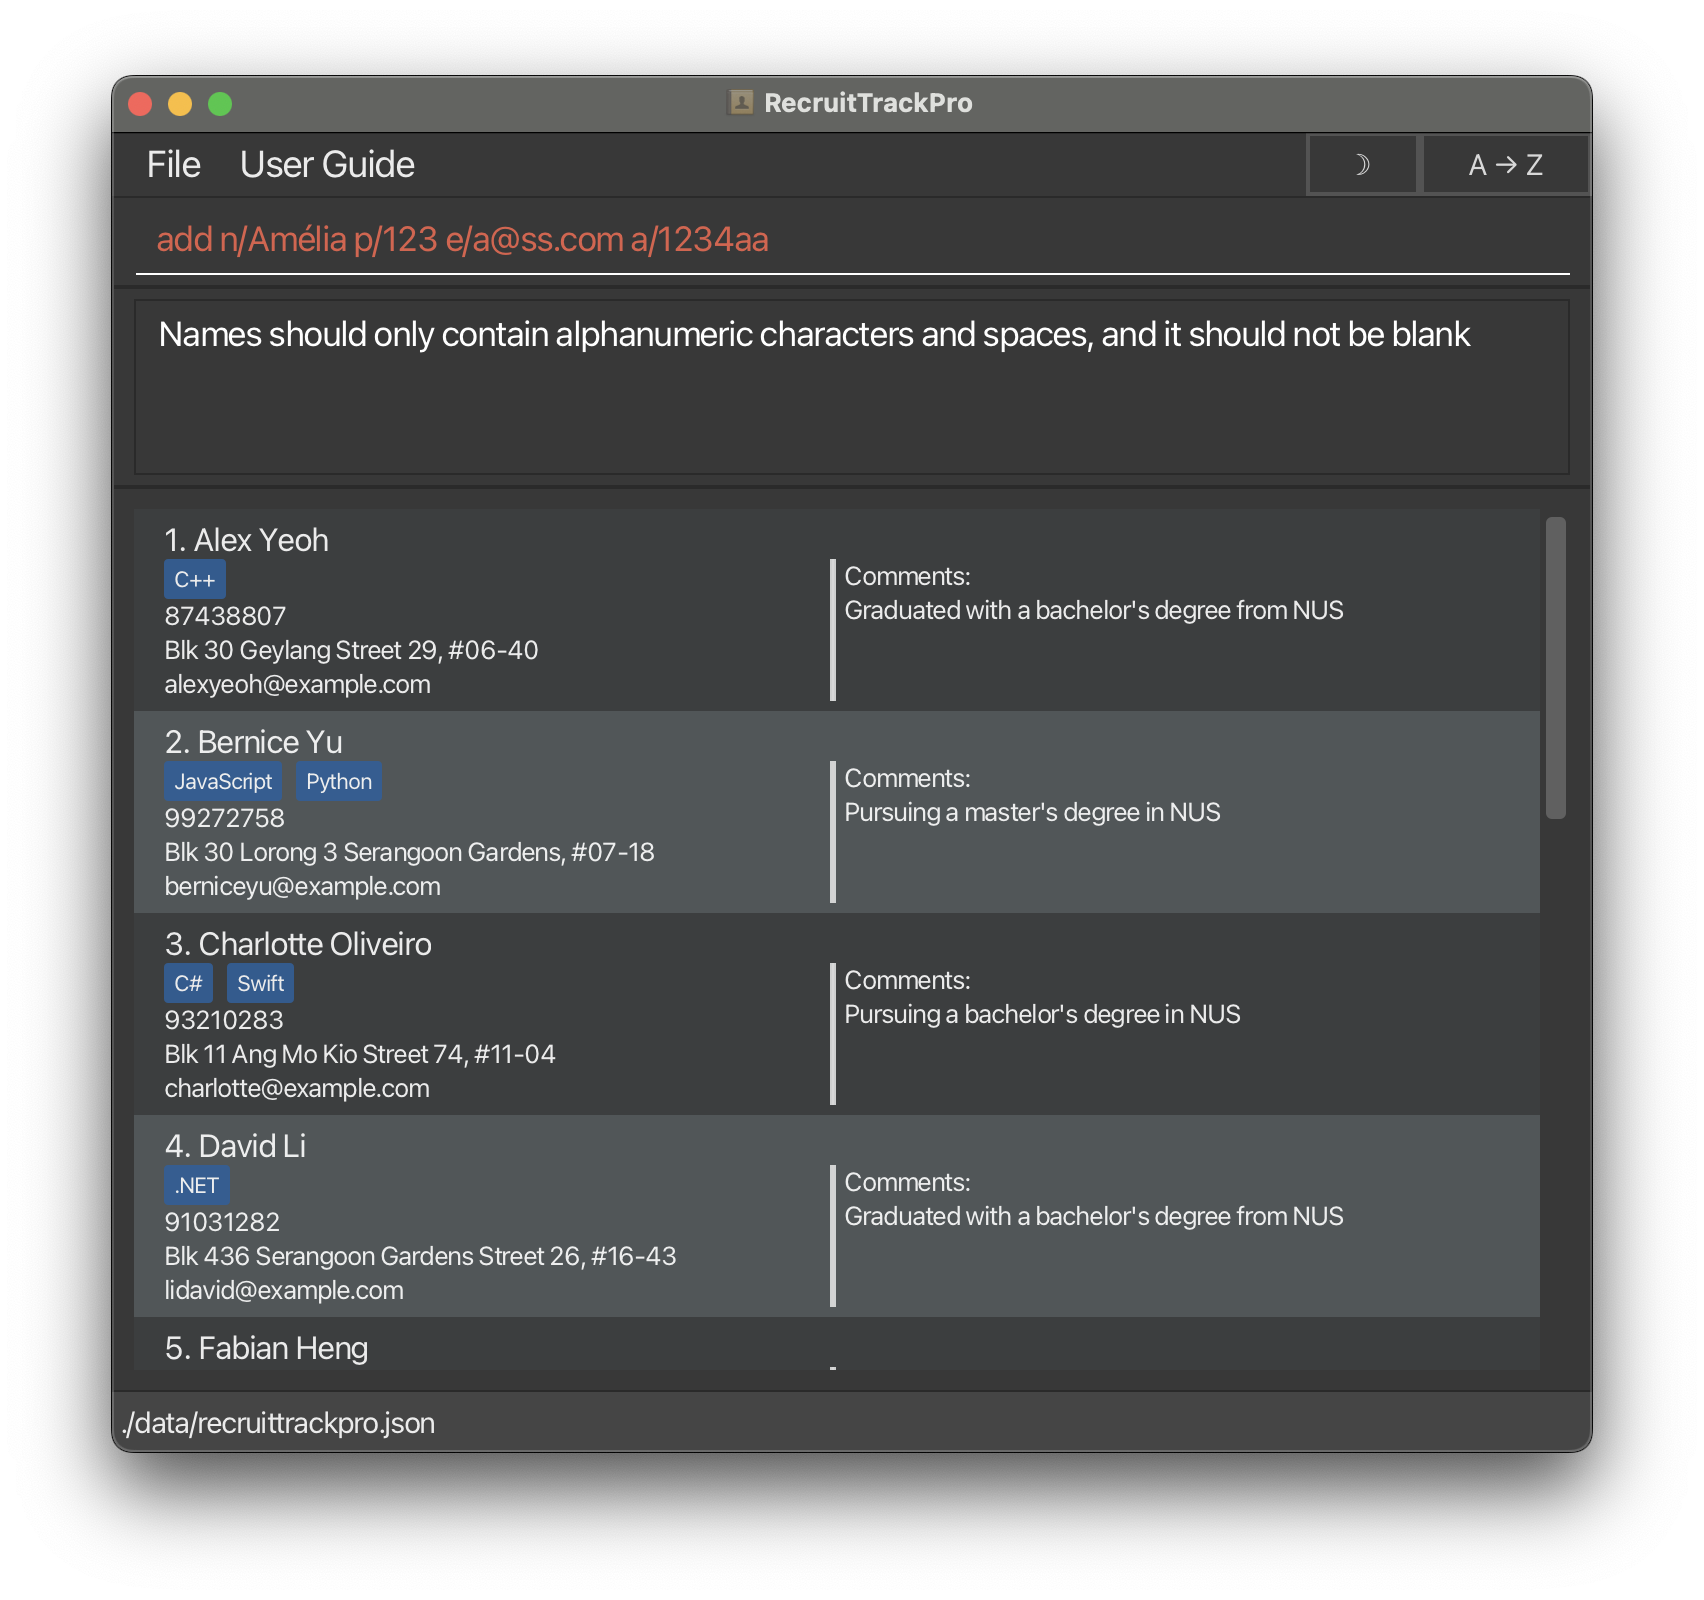 RecruitTrackPro
File User Guide ☽ A → Z
add n/Amélia p/123 e/a@ss.com a/1234aa
Names should only contain alphanumeric characters and spaces, and it should not be blank
1. Alex Yeoh
C++
87438807
Blk 30 Geylang Street 29, #06-40
alexyeoh@example.com
Comments:
Graduated with a bachelor's degree from NUS
2. Bernice Yu
JavaScript Python
99272758
Blk 30 Lorong 3 Serangoon Gardens, #07-18
berniceyu@example.com
Comments:
Pursuing a master's degree in NUS
3. Charlotte Oliveiro
C# Swift
93210283
Blk 11 Ang Mo Kio Street 74, #11-04
charlotte@example.com
Comments:
Pursuing a bachelor's degree in NUS
4. David Li
.NET
91031282
Blk 436 Serangoon Gardens Street 26, #16-43
lidavid@example.com
Comments:
Graduated with a bachelor's degree from NUS
5. Fabian Heng
./data/recruittrackpro.json